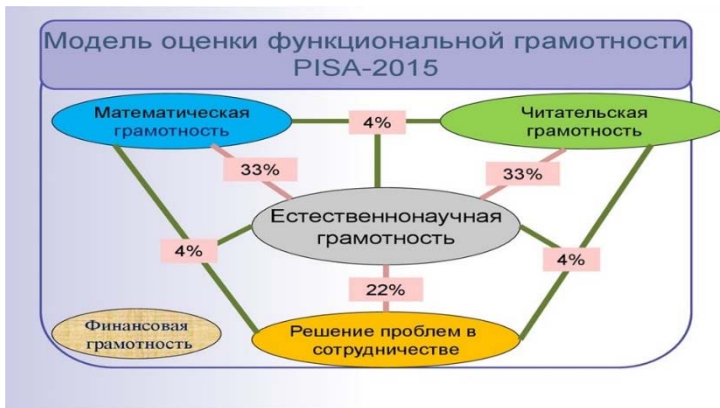 Модель оценки функциональной грамотности
PISA-2015
Математическая
грамотность
4%
Читательская
грамотность
33%
33%
Естественнонаучная
грамотность
4%
4%
22%
Финансовая
грамотность
Решение проблем в
сотрудничестве